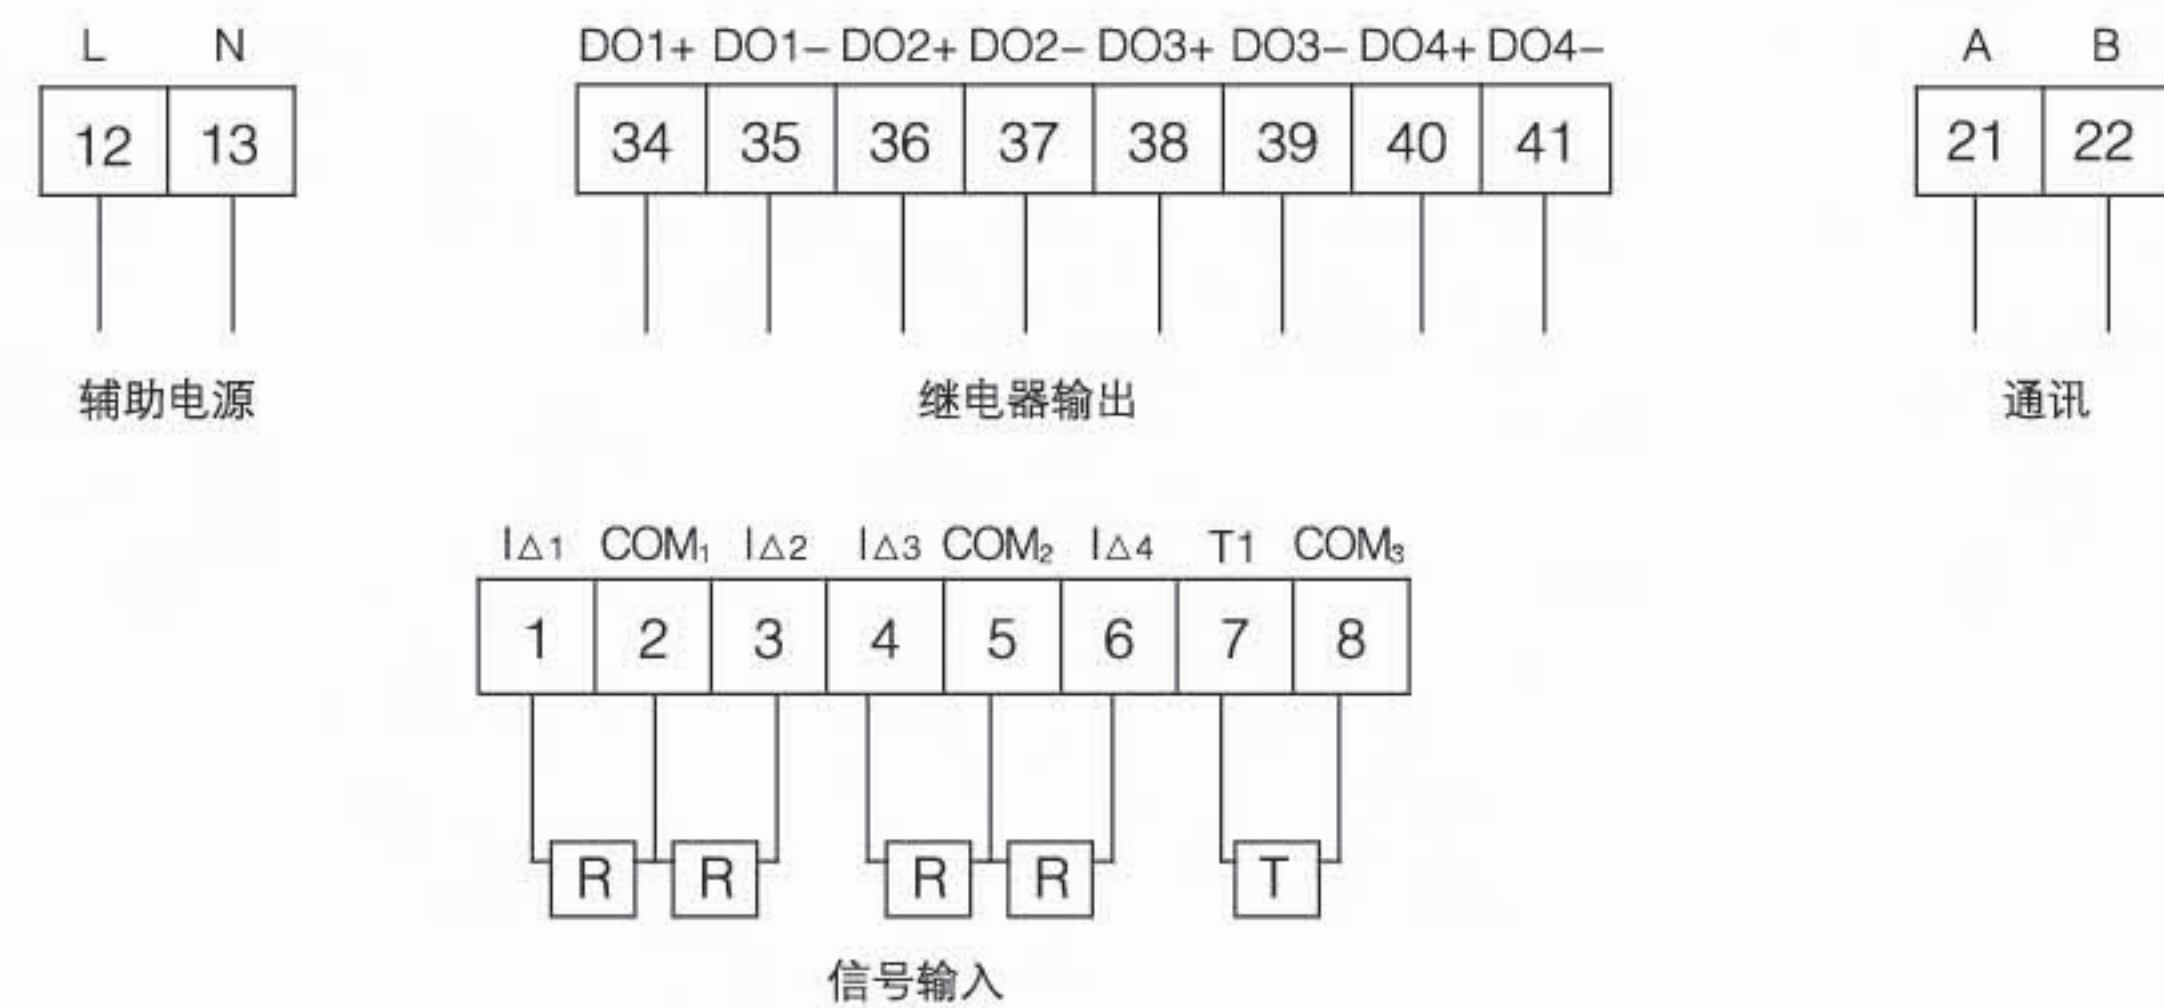 L N
DO1+ DO1- DO2+ DO2- DO3+ DO3- DO4+ DO4-
A B
12 13
34 35 36 37 38 39 40 41
21 22
辅助电源
继电器输出
通讯
I△1 COM₁ I△2 I△3 COM₂ I△4 T1 COM₃
1 2 3 4 5 6 7 8
R R R R T
信号输入